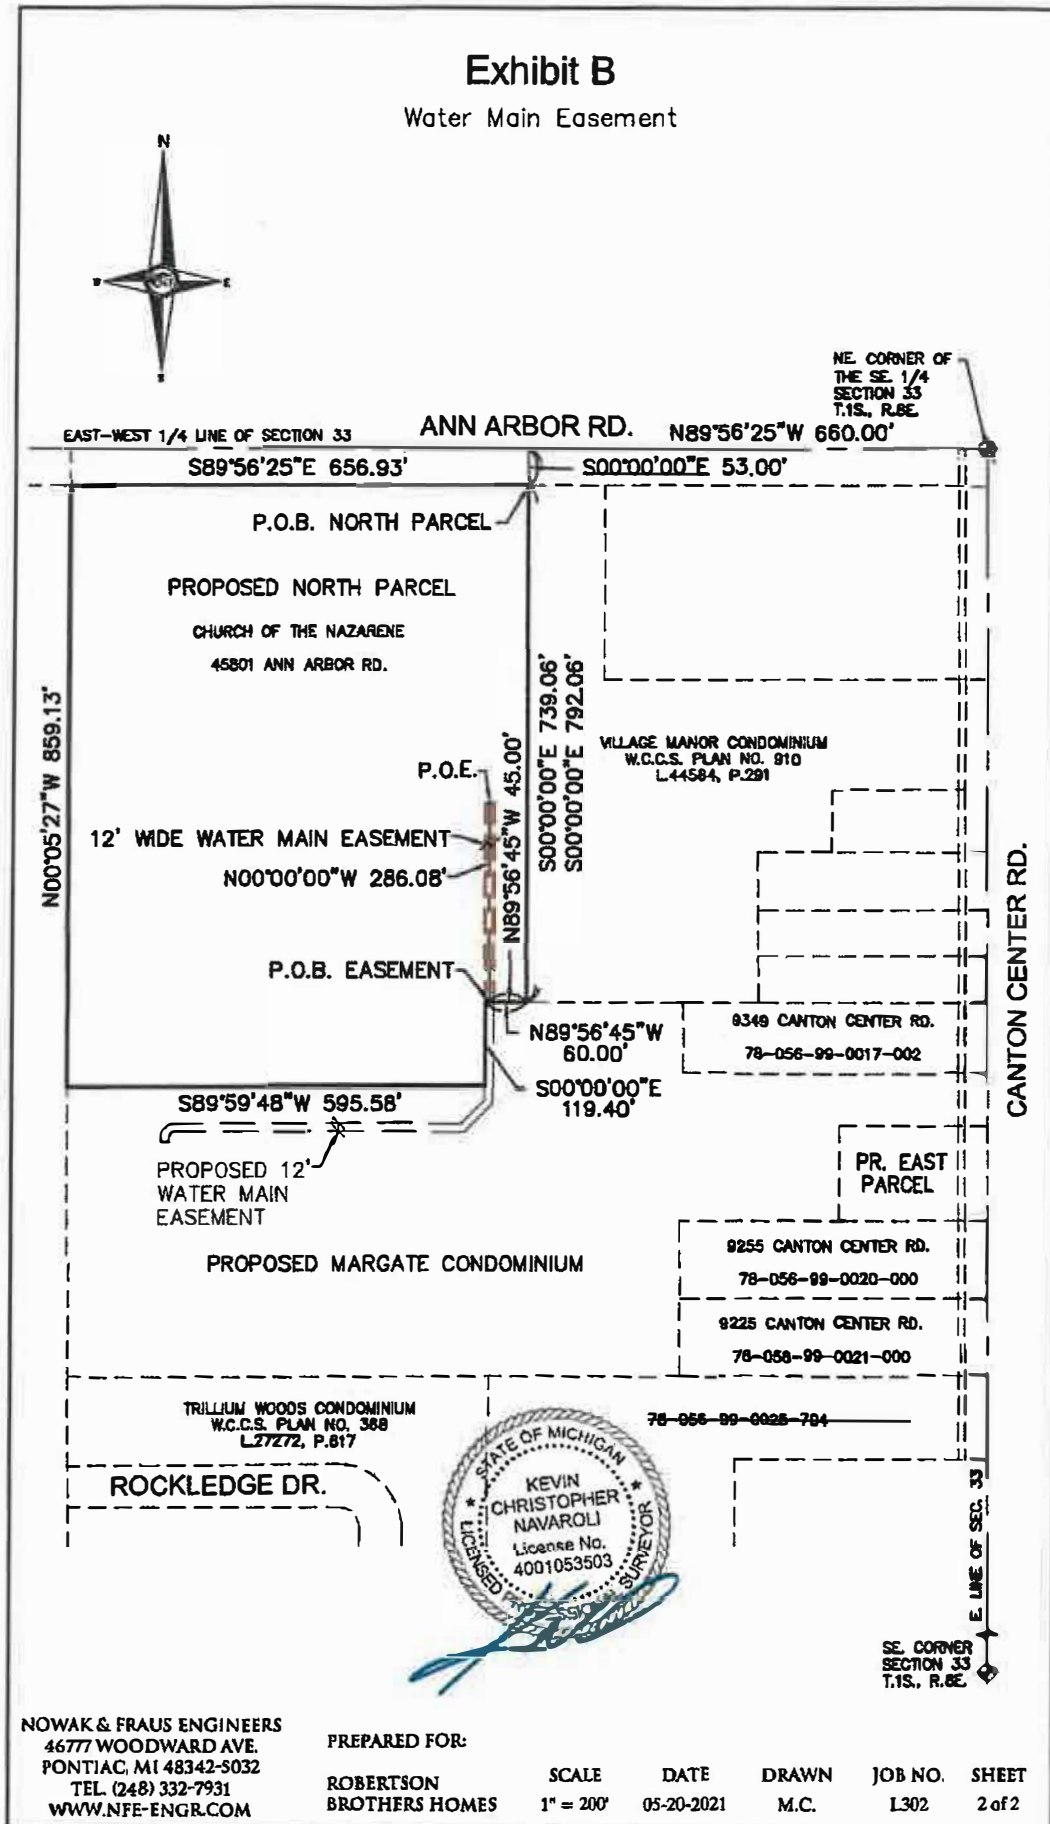 Exhibit B
Water Main Easement
N
E
S
NE. CORNER OF
THE SE. 1/4
SECTION 33
T.1S., R.8E.
ANN ARBOR RD.
N89°56'25"W 660.00'
EAST-WEST 1/4 LINE OF SECTION 33
S89°56'25"E 656.93'
S00°00'00"E 53.00'
P.O.B. NORTH PARCEL
PROPOSED NORTH PARCEL
CHURCH OF THE NAZARENE
45801 ANN ARBOR RD.
N00°05'27"W 859.13'
S00°00'00"E 739.06'
S00°00'00"E 792.06'
VILLAGE MANOR CONDOMINIUM
W.C.C.S. PLAN NO. 910
L.44584, P.291
P.O.E.
12' WIDE WATER MAIN EASEMENT
N00°00'00"W 286.08'
N89°56'45"W 45.00'
P.O.B. EASEMENT
CANTON CENTER RD.
N89°56'45"W
60.00'
9349 CANTON CENTER RD.
78-056-99-0017-002
S00°00'00"E
119.40'
S89°59'48"W 595.58'
PROPOSED 12'
WATER MAIN
EASEMENT
PR. EAST
PARCEL
PROPOSED MARGATE CONDOMINIUM
9255 CANTON CENTER RD.
78-056-99-0020-000
9225 CANTON CENTER RD.
78-056-99-0021-000
TRILLIUM WOODS CONDOMINIUM
W.C.C.S. PLAN NO. 368
L.27272, P.617
ROCKLEDGE DR.
STATE OF MICHIGAN
KEVIN
CHRISTOPHER
NAVAROLI
License No.
4001053503
LICENSED
SURVEYOR
E. LINE OF SEC. 33
SE. CORNER
SECTION 33
T.1S., R.8E.
NOWAK & FRAUS ENGINEERS
46777 WOODWARD AVE.
PONTIAC, MI 48342-5032
TEL. (248) 332-7931
WWW.NFE-ENGR.COM
PREPARED FOR:
ROBERTSON
BROTHERS HOMES
SCALE
1" = 200'
DATE
05-20-2021
DRAWN
M.C.
JOB NO.
L302
SHEET
2 of 2